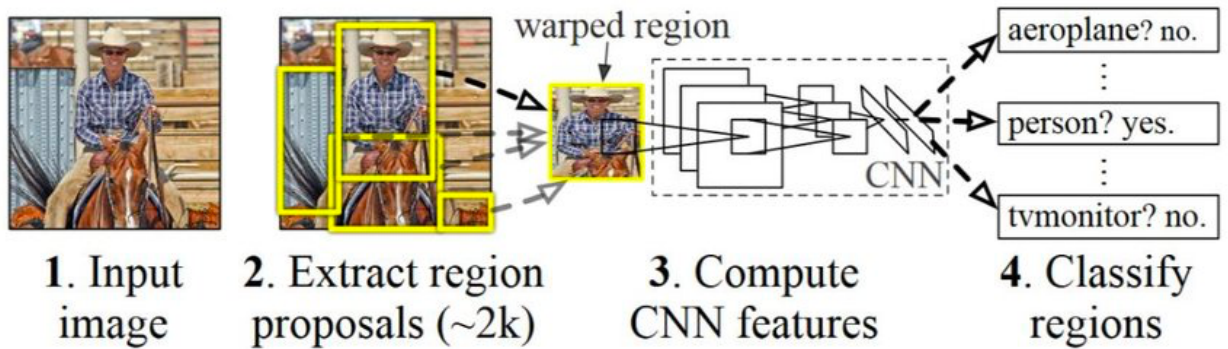 warped region
aeroplane? no.
person? yes.
tvmonitor? no.
CNN
1. Input
image
2. Extract region
proposals (~2k)
3. Compute
CNN features
4. Classify
regions